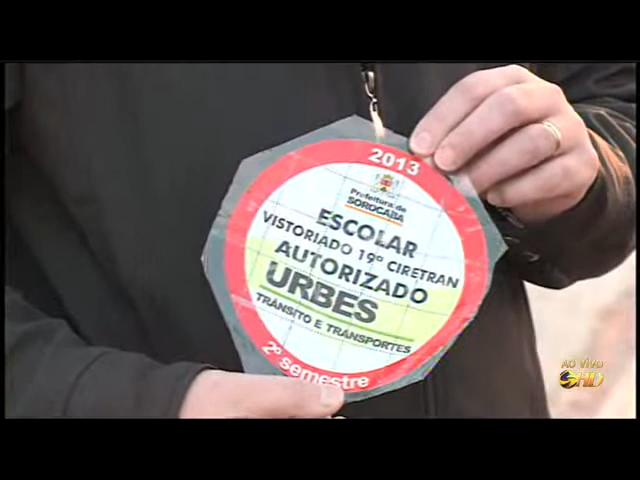 2013
Prefeitura de
SOROCABA
ESCOLAR
VISTORIADO 19ª CIRETRAN
AUTORIZADO
URBES
TRÂNSITO E TRANSPORTES
2º semestre
AO VIVO
HD